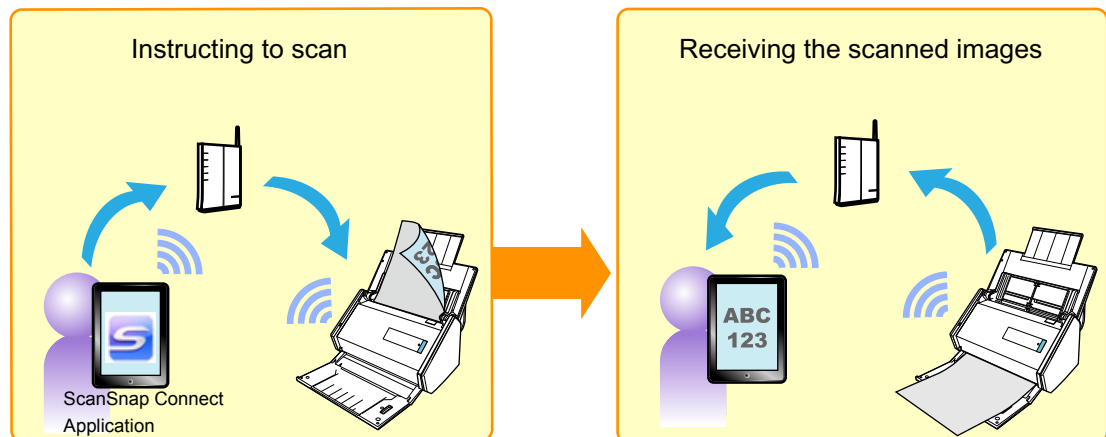 Instructing to scan
Receiving the scanned images
ABC
123
S
ScanSnap Connect
Application